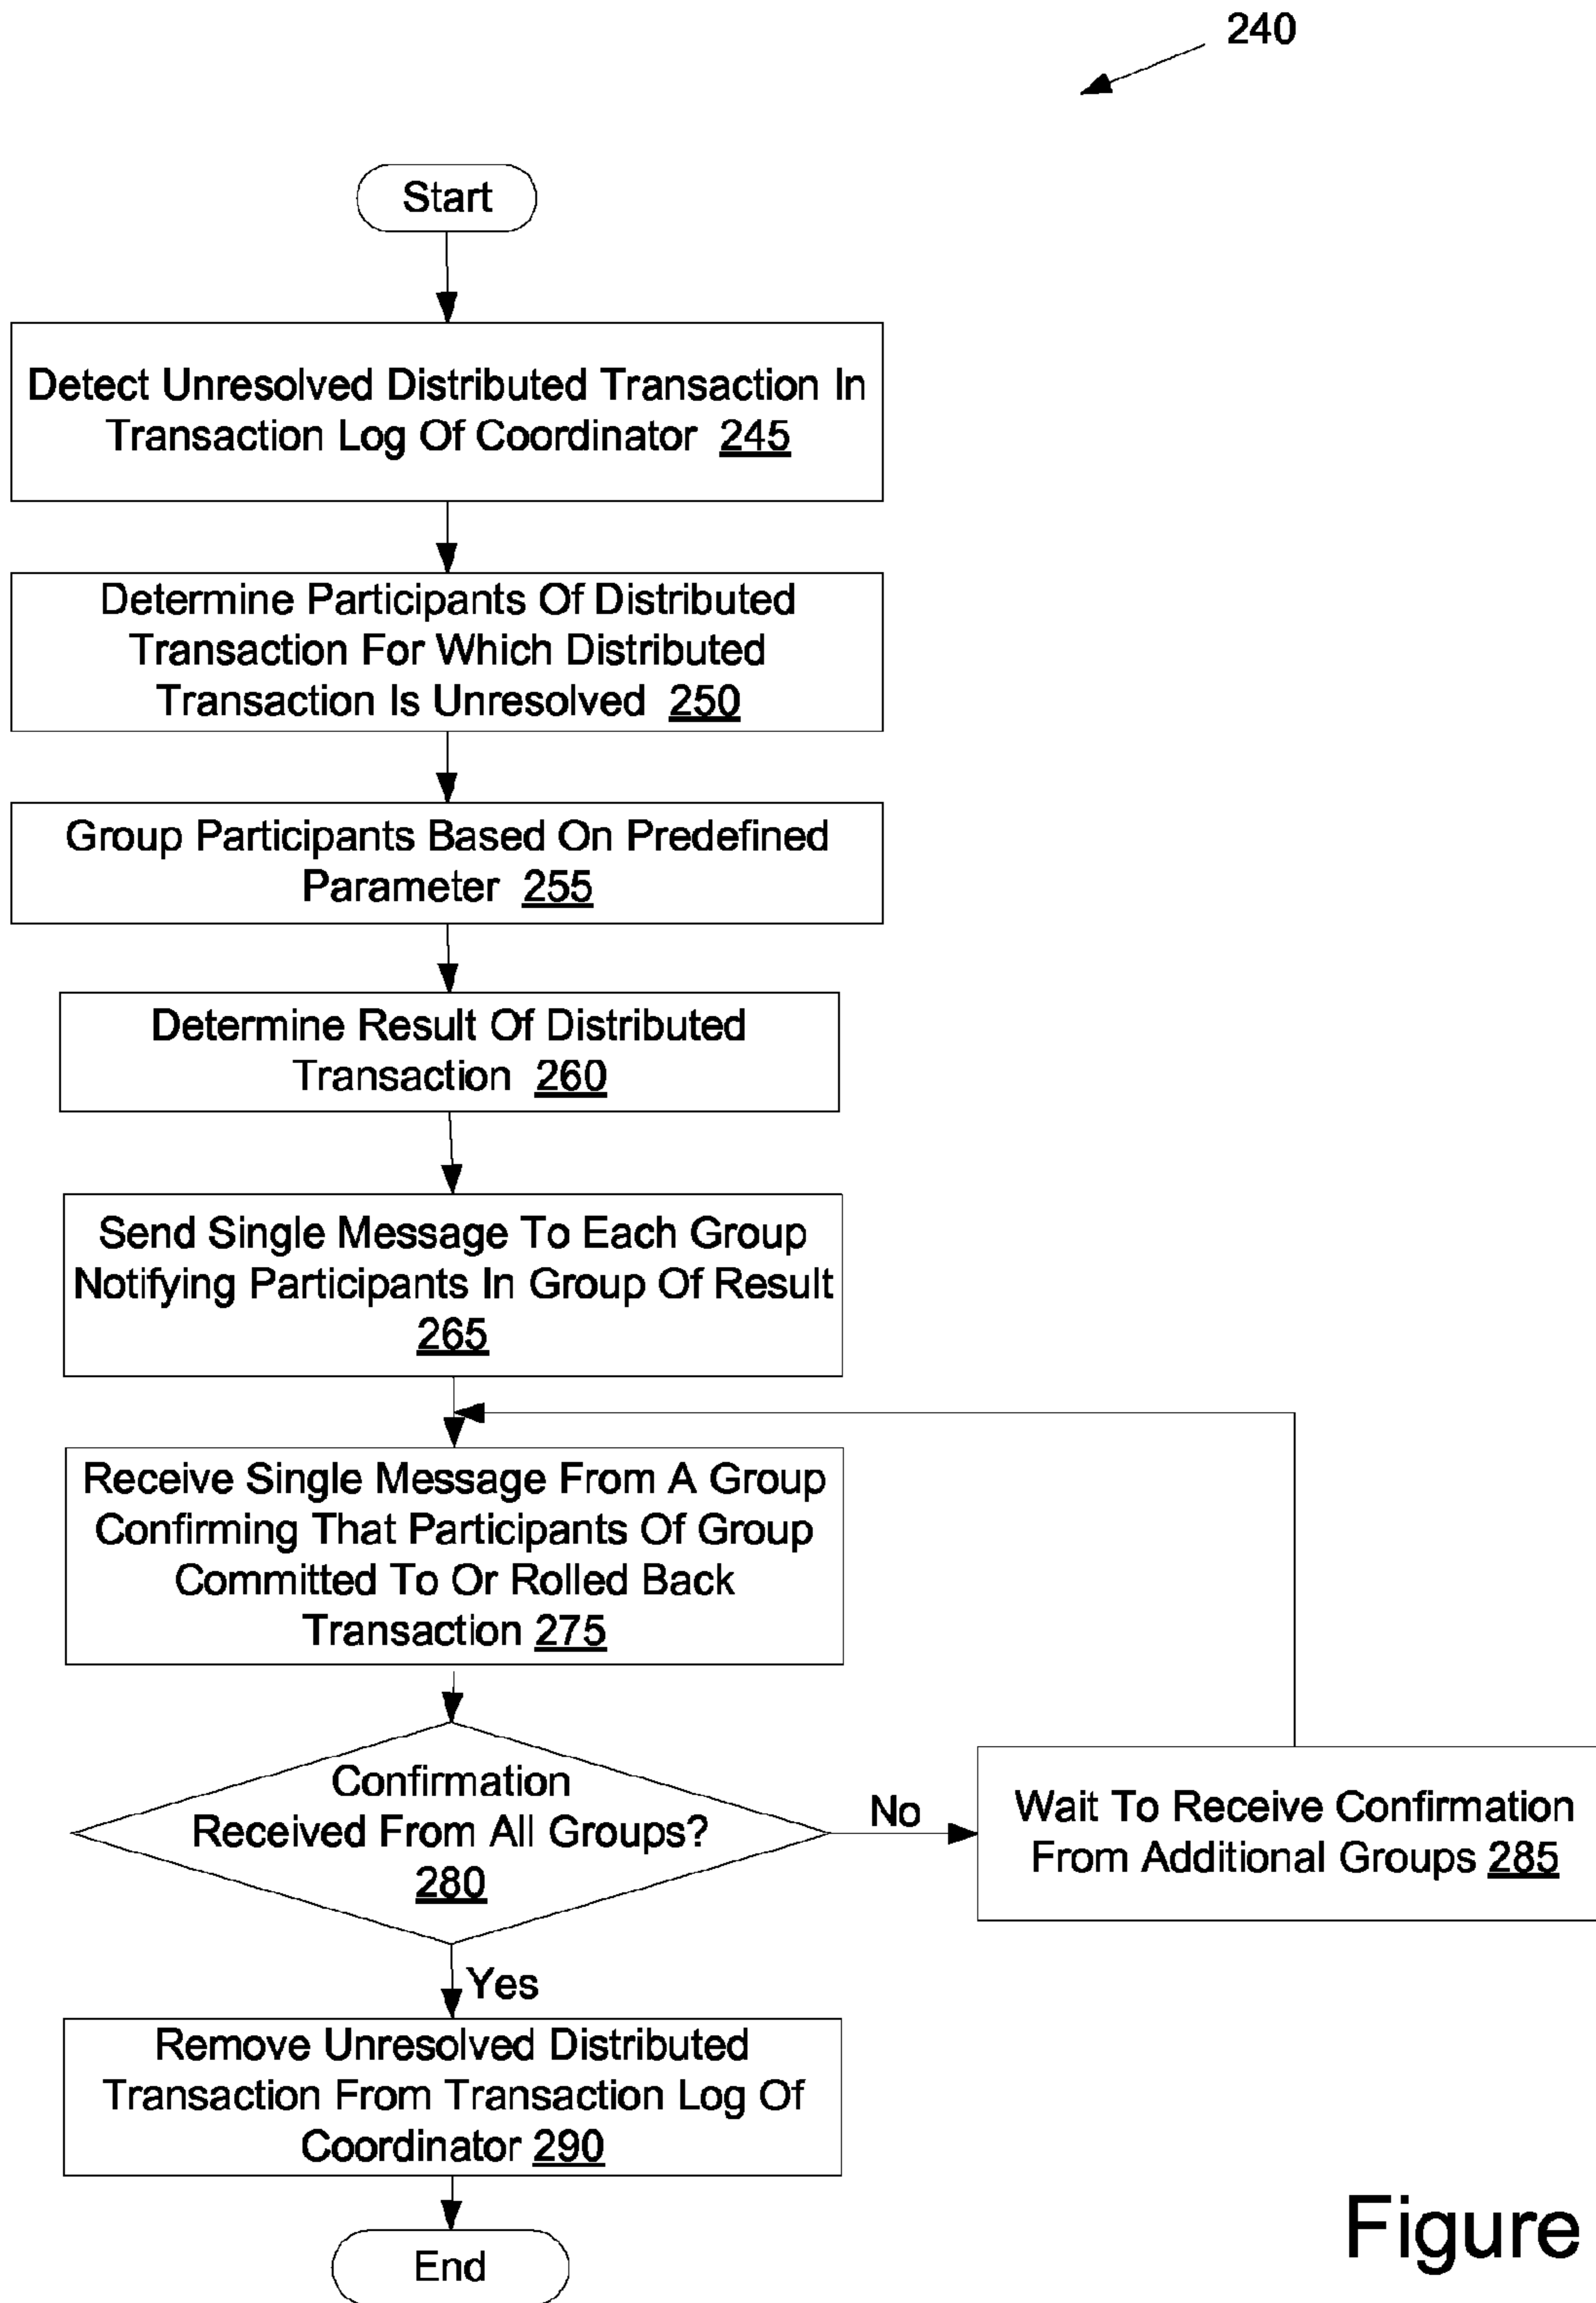 240
Start
Detect Unresolved Distributed Transaction In
Transaction Log Of Coordinator 245
Determine Participants Of Distributed
Transaction For Which Distributed
Transaction Is Unresolved 250
Group Participants Based On Predefined
Parameter 255
Determine Result Of Distributed
Transaction 260
Send Single Message To Each Group
Notifying Participants In Group Of Result
265
Receive Single Message From A Group
Confirming That Participants Of Group
Committed To Or Rolled Back
Transaction 275
Confirmation
Received From All Groups?
280
No
Wait To Receive Confirmation
From Additional Groups 285
Yes
Remove Unresolved Distributed
Transaction From Transaction Log Of
Coordinator 290
End
Figure